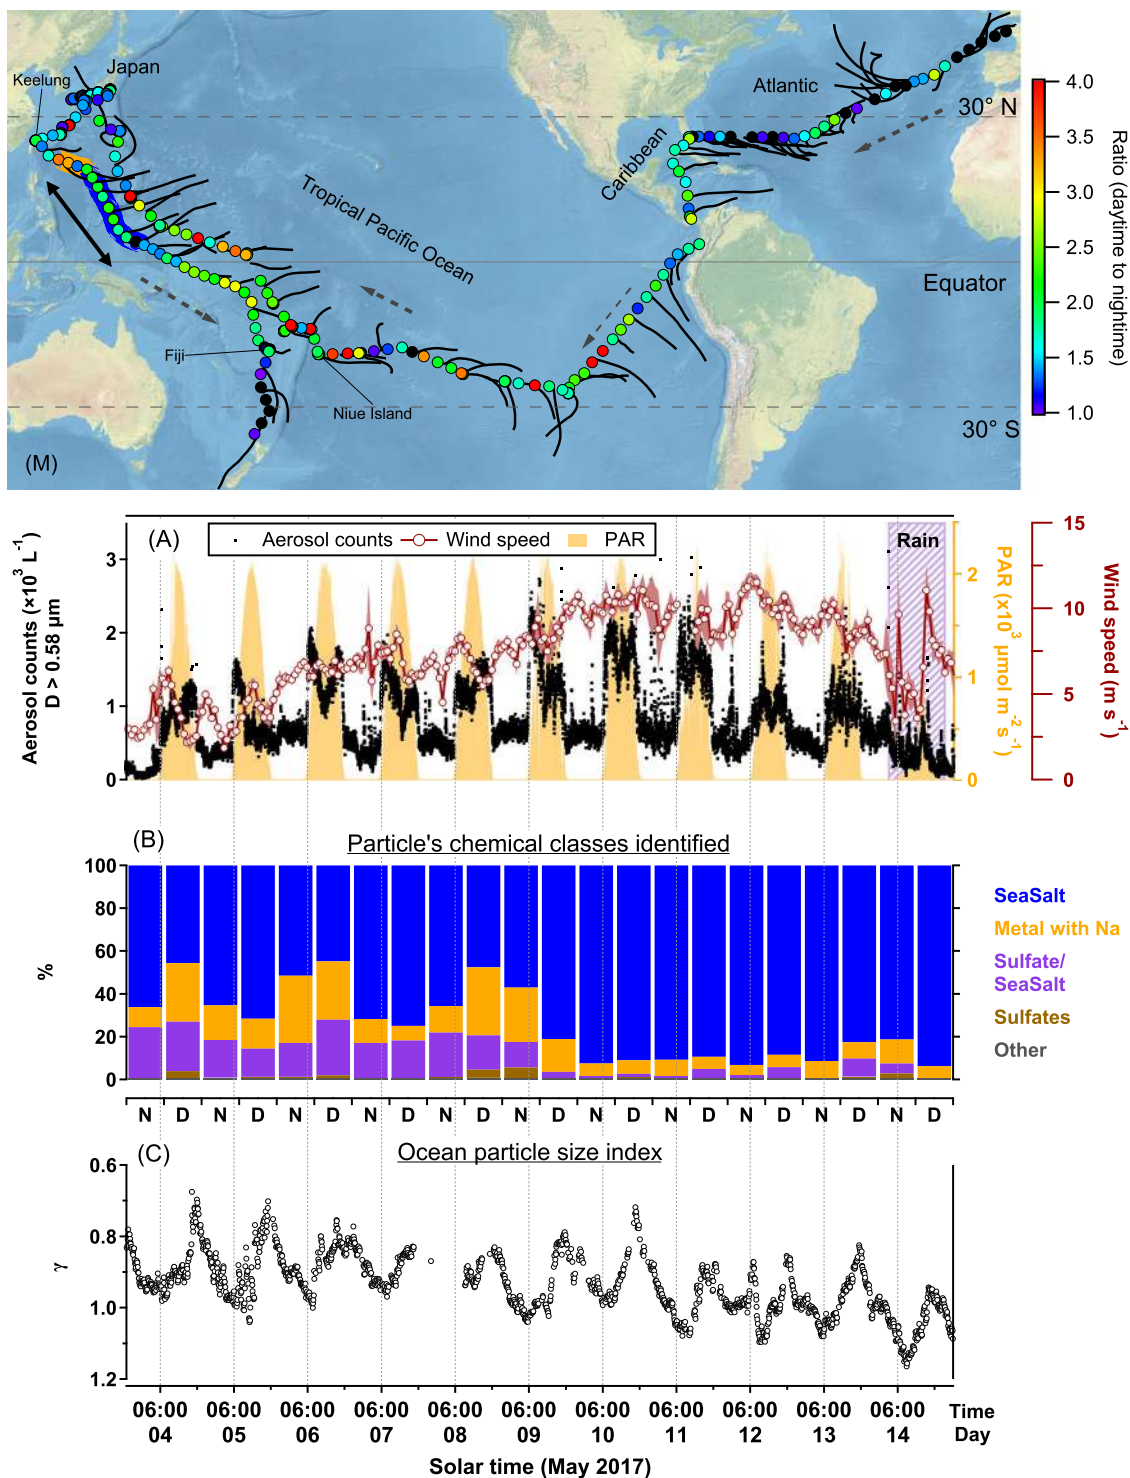 Japan
Keelung
Atlantic
30° N
Caribbean
Tropical Pacific Ocean
Equator
Fiji
Niue Island
30° S
(M)
4.0
3.5
3.0
2.5
2.0
1.5
1.0
Ratio (daytime to nightime)
(A)
Aerosol counts
Wind speed
PAR
Rain
Aerosol counts (×10³ L⁻¹)
D > 0.58 µm
3
2
1
0
2
1
0
PAR (x10³ µmol m⁻² s⁻¹)
15
10
5
0
Wind speed (m s⁻¹)
(B)
Particle's chemical classes identified
100
80
60
40
20
0
%
SeaSalt
Metal with Na
Sulfate/
SeaSalt
Sulfates
Other
N D N D N D N D N D N D N D N D N D N D N D
(C)
Ocean particle size index
0.6
0.8
1.0
1.2
γ
06:00 06:00 06:00 06:00 06:00 06:00 06:00 06:00 06:00 06:00 06:00 Time
04 05 06 07 08 09 10 11 12 13 14 Day
Solar time (May 2017)